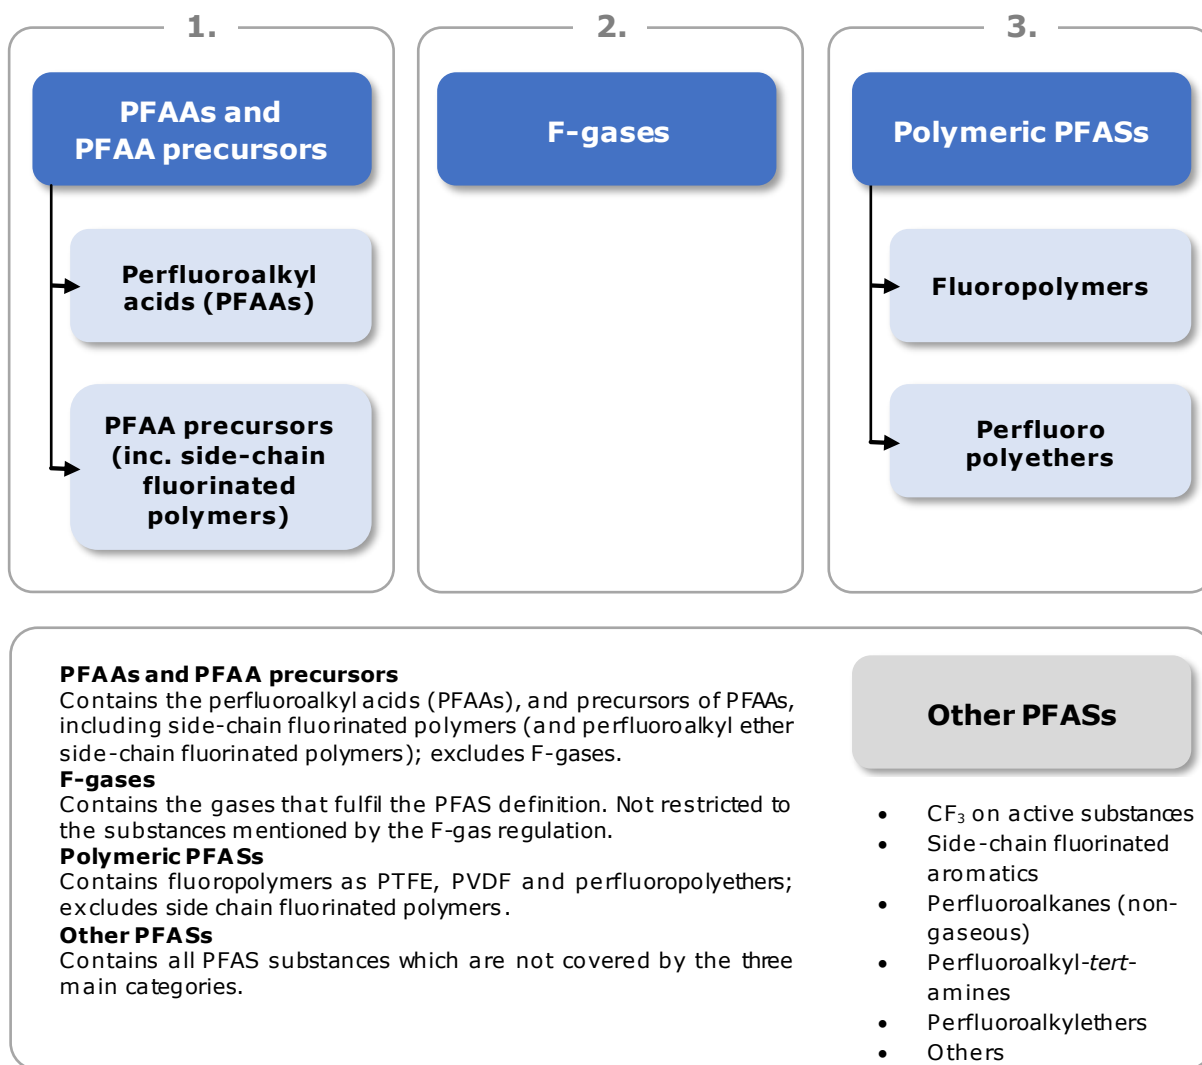 1.
PFAAs and
PFAA precursors
Perfluoroalkyl
acids (PFAAs)
PFAA precursors
(inc. side-chain
fluorinated
polymers)
2.
F-gases
3.
Polymeric PFASs
Fluoropolymers
Perfluoro
polyethers
PFAAs and PFAA precursors
Contains the perfluoroalkyl acids (PFAAs), and precursors of PFAAs,
including side-chain fluorinated polymers (and perfluoroalkyl ether
side-chain fluorinated polymers); excludes F-gases.
F-gases
Contains the gases that fulfil the PFAS definition. Not restricted to
the substances mentioned by the F-gas regulation.
Polymeric PFASs
Contains fluoropolymers as PTFE, PVDF and perfluoropolyethers;
excludes side chain fluorinated polymers.
Other PFASs
Contains all PFAS substances which are not covered by the three
main categories.
Other PFASs
• CF₃ on active substances
• Side-chain fluorinated
aromatics
• Perfluoroalkanes (non-
gaseous)
• Perfluoroalkyl-tert-
amines
• Perfluoroalkylethers
• Others